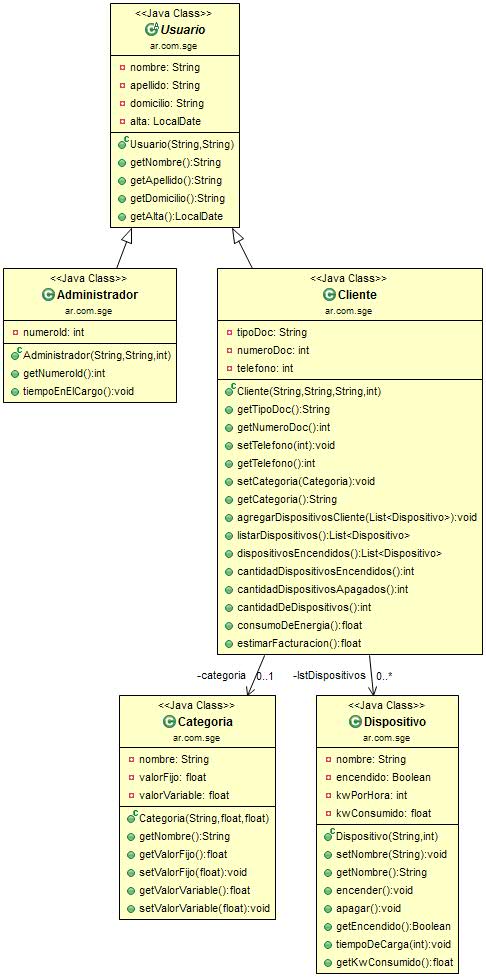 <<Java Class>>
Usuario
ar.com.sge
nombre: String
apellido: String
domicilio: String
alta: LocalDate
Usuario(String,String)
getNombre():String
getApellido():String
getDomicilio():String
getAlta():LocalDate
<<Java Class>>
Administrador
ar.com.sge
numeroId: int
Administrador(String,String,int)
getNumeroId():int
tiempoEnElCargo():void
<<Java Class>>
Cliente
ar.com.sge
tipoDoc: String
numeroDoc: int
telefono: int
Cliente(String,String,String,int)
getTipoDoc():String
getNumeroDoc():int
setTelefono(int):void
getTelefono():int
setCategoria(Categoria):void
getCategoria():String
agregarDispositivosCliente(List<Dispositivo>):void
listarDispositivos():List<Dispositivo>
dispositivosEncendidos():List<Dispositivo>
cantidadDispositivosEncendidos():int
cantidadDispositivosApagados():int
cantidadDeDispositivos():int
consumoDeEnergia():float
estimarFacturacion():float
-categoria 0..1
-lstDispositivos 0..*
<<Java Class>>
Categoria
ar.com.sge
nombre: String
valorFijo: float
valorVariable: float
Categoria(String,float,float)
getNombre():String
getValorFijo():float
setValorFijo(float):void
getValorVariable():float
setValorVariable(float):void
<<Java Class>>
Dispositivo
ar.com.sge
nombre: String
encendido: Boolean
kwPorHora: int
kwConsumido: float
Dispositivo(String,int)
setNombre(String):void
getNombre():String
encender():void
apagar():void
getEncendido():Boolean
tiempoDeCarga(int):void
getKwConsumido():float